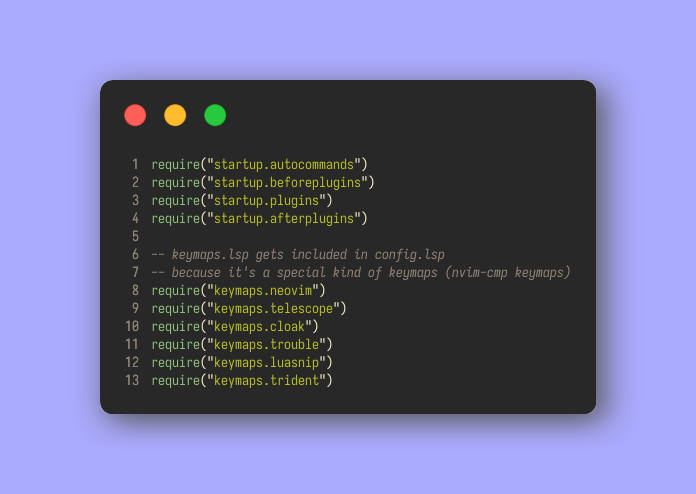 1 require("startup.autocommands")
2 require("startup.beforeplugins")
3 require("startup.plugins")
4 require("startup.afterplugins")
5
6 -- keymaps.lsp gets included in config.lsp
7 -- because it's a special kind of keymaps (nvim-cmp keymaps)
8 require("keymaps.neovim")
9 require("keymaps.telescope")
10 require("keymaps.cloak")
11 require("keymaps.trouble")
12 require("keymaps.luasnip")
13 require("keymaps.trident")